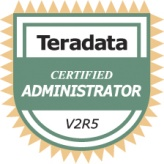 Teradata
CERTIFIED
ADMINISTRATOR
V2R5